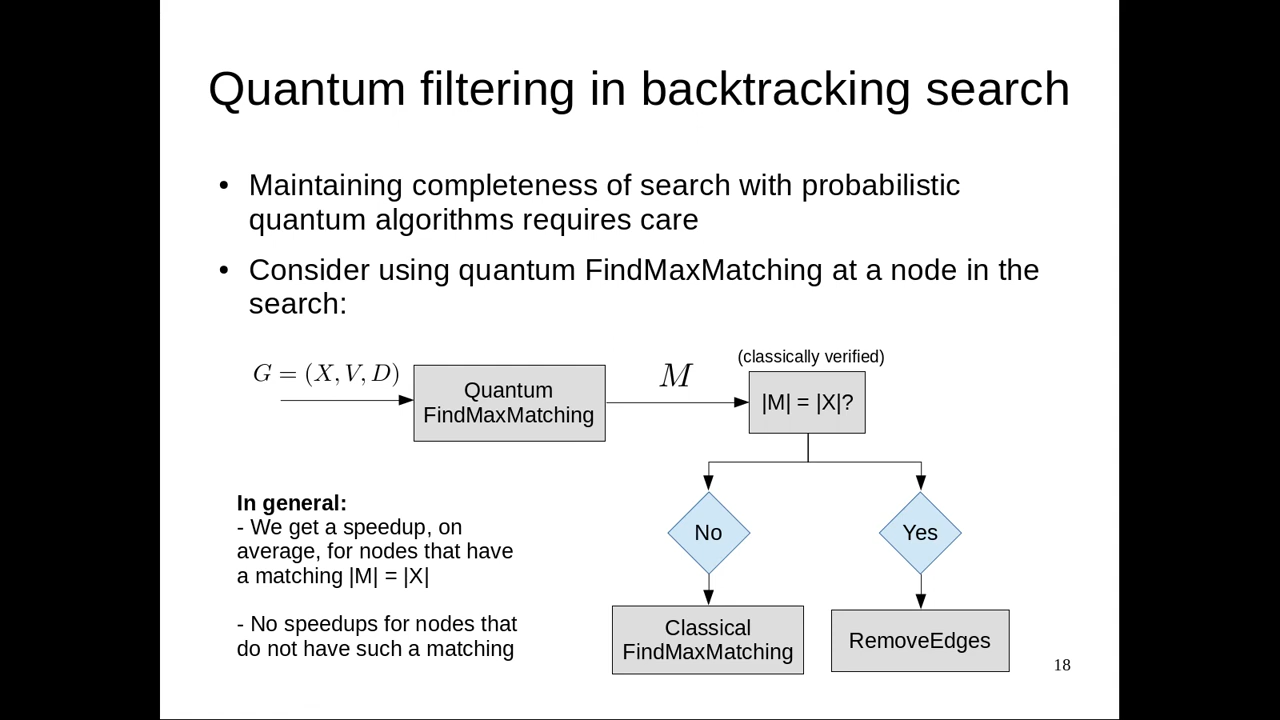 Quantum filtering in backtracking search
• Maintaining completeness of search with probabilistic
quantum algorithms requires care
• Consider using quantum FindMaxMatching at a node in the
search:
(classically verified)
G = (X, V, D)
Quantum
FindMaxMatching
M
|M| = |X|?
In general:
- We get a speedup, on
average, for nodes that have
a matching |M| = |X|
- No speedups for nodes that
do not have such a matching
No
Yes
Classical
FindMaxMatching
RemoveEdges
18